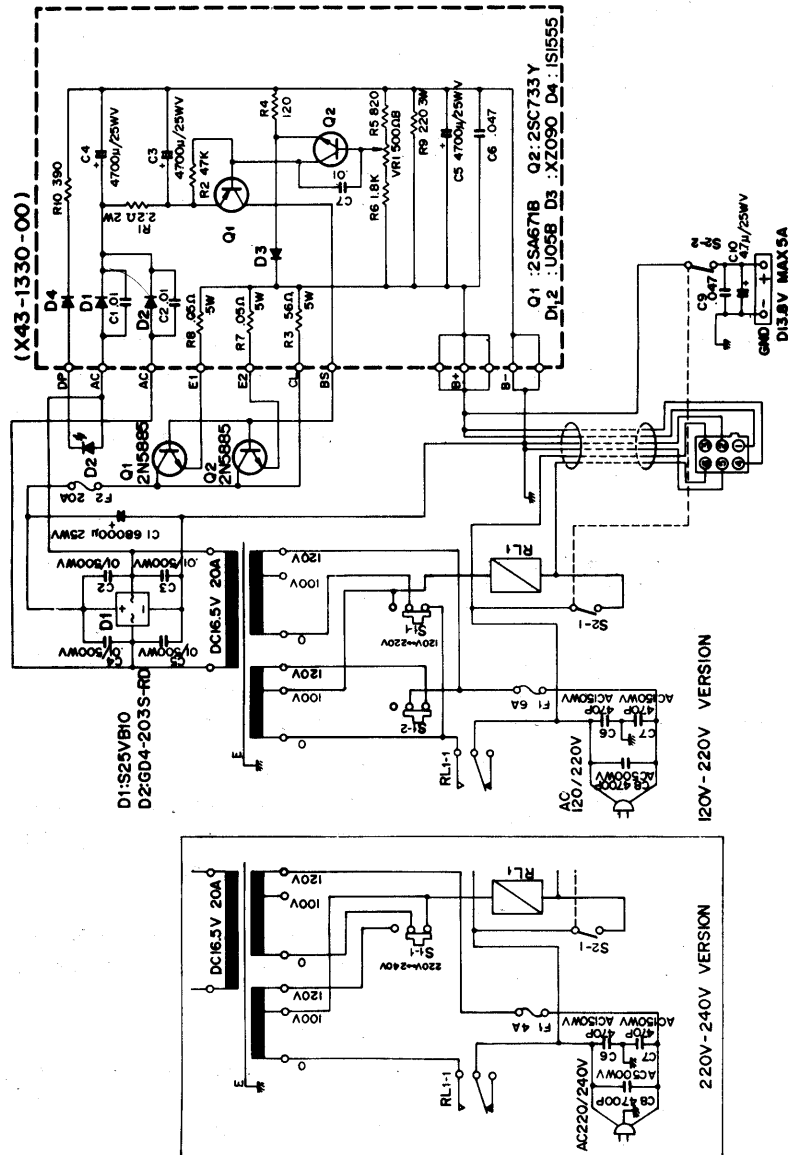 (X43-1330-00)
R10 390
C4
4700μ/25WV
C3
4700μ/25WV
R1
2.2Ω 2W
R2 47K
R4
120
Q2
Q1
C7
.01
R5 820
VR1 500ΩB
R6 1.8K
R9 220 3W
C5 4700μ/25WV
C6 .047
D3
D4
D1
C1 .01
D2
C2 .01
R8 .05Ω
5W
R7 .05Ω
5W
R3 56Ω
5W
Q1 :2SA671B Q2:2SC733Y
D1,2 : U05B D3 :XZ090 D4 : 1S1555
DP
AC
AC
E1
E2
CL
BS
B+
B-
D2
Q1
2N5885
Q2
2N5885
F2 20A
C1 68000μ 25WV
C2
.01/500WV
C3
.01/500WV
D1
C4
.01/500WV
C5
.01/500WV
D1:S25VB10
D2:GD4-203S-RD
DC16.5V 20A
E
120V
100V
0
120V
100V
0
S1-1
120V↔220V
S1-2
RL1
S2-1
RL1-1
F1 6A
AC
120/220V
C8 4700P
AC500WV
C6
470P
AC150WV
C7
470P
AC150WV
120V-220V VERSION
S2-2
C9
.047
C10
47μ/25WV
- +
GND
D13.8V MAX5A
3 2 1
6 5 4
DC16.5V 20A
E
120V
100V
0
120V
100V
0
S1-1
220V↔240V
RL1
S2-1
RL1-1
F1 4A
AC220/240V
C8 4700P
AC500WV
C6
470P
AC150WV
C7
470P
AC150WV
220V-240V VERSION